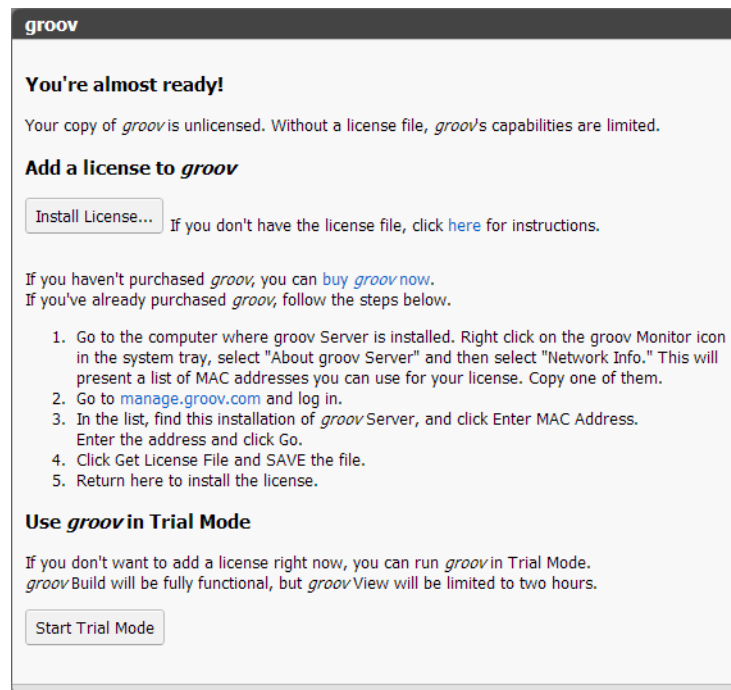 groov
You're almost ready!
Your copy of groov is unlicensed. Without a license file, groov's capabilities are limited.
Add a license to groov
Install License... If you don't have the license file, click here for instructions.
If you haven't purchased groov, you can buy groov now.
If you've already purchased groov, follow the steps below.
1. Go to the computer where groov Server is installed. Right click on the groov Monitor icon
in the system tray, select "About groov Server" and then select "Network Info." This will
present a list of MAC addresses you can use for your license. Copy one of them.
2. Go to manage.groov.com and log in.
3. In the list, find this installation of groov Server, and click Enter MAC Address.
Enter the address and click Go.
4. Click Get License File and SAVE the file.
5. Return here to install the license.
Use groov in Trial Mode
If you don't want to add a license right now, you can run groov in Trial Mode.
groov Build will be fully functional, but groov View will be limited to two hours.
Start Trial Mode